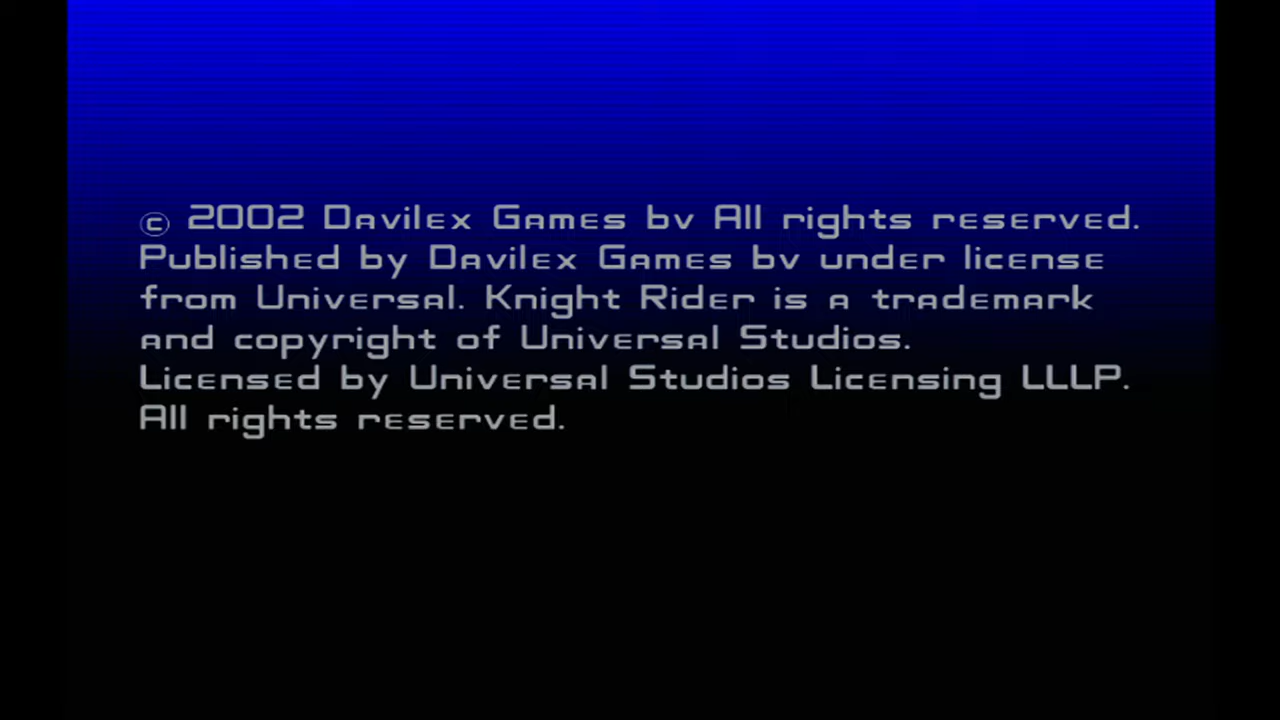 © 2002 Davilex Games bv All rights reserved.
Published by Davilex Games bv under license
from Universal. Knight Rider is a trademark
and copyright of Universal Studios.
Licensed by Universal Studios Licensing LLLP.
All rights reserved.